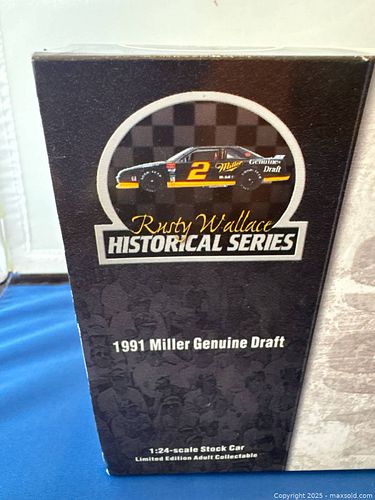 2
Miller
Genuine
Draft
Rusty Wallace
HISTORICAL SERIES
1991 Miller Genuine Draft
1:24-scale Stock Car
Limited Edition Adult Collectable
Copyright 2025 - maxsold.com